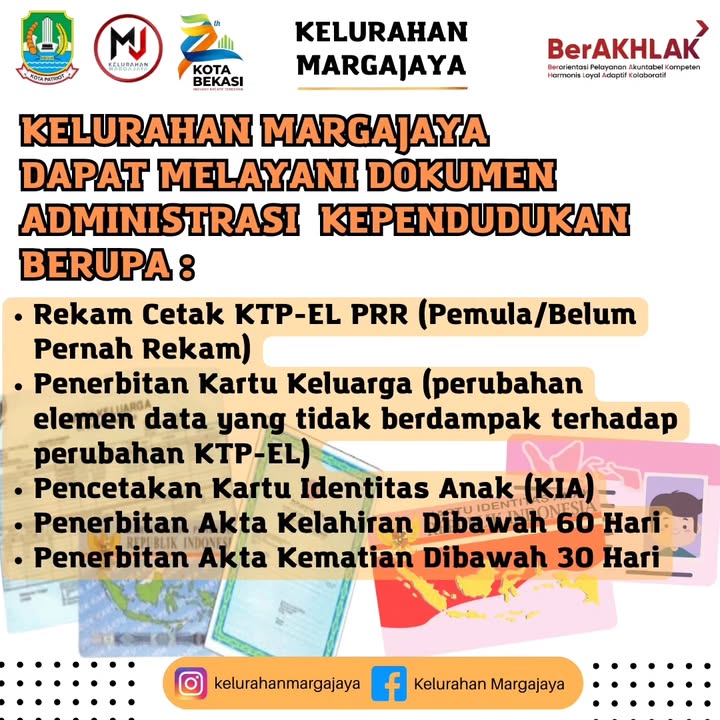 KOTA PATRIOT
MJ
KELURAHAN
MARGAJAYA
th
KOTA
BEKASI
KELURAHAN
MARGAJAYA
BerAKHLAK
Berorientasi Pelayanan Akuntabel Kompeten
Harmonis Loyal Adaptif Kolaboratif
KELURAHAN MARGAJAYA
DAPAT MELAYANI DOKUMEN
ADMINISTRASI KEPENDUDUKAN
BERUPA :
• Rekam Cetak KTP-EL PRR (Pemula/Belum
Pernah Rekam)
• Penerbitan Kartu Keluarga (perubahan
elemen data yang tidak berdampak terhadap
perubahan KTP-EL)
• Pencetakan Kartu Identitas Anak (KIA)
• Penerbitan Akta Kelahiran Dibawah 60 Hari
• Penerbitan Akta Kematian Dibawah 30 Hari
REPUBLIK INDONESIA
kelurahanmargajaya
Kelurahan Margajaya